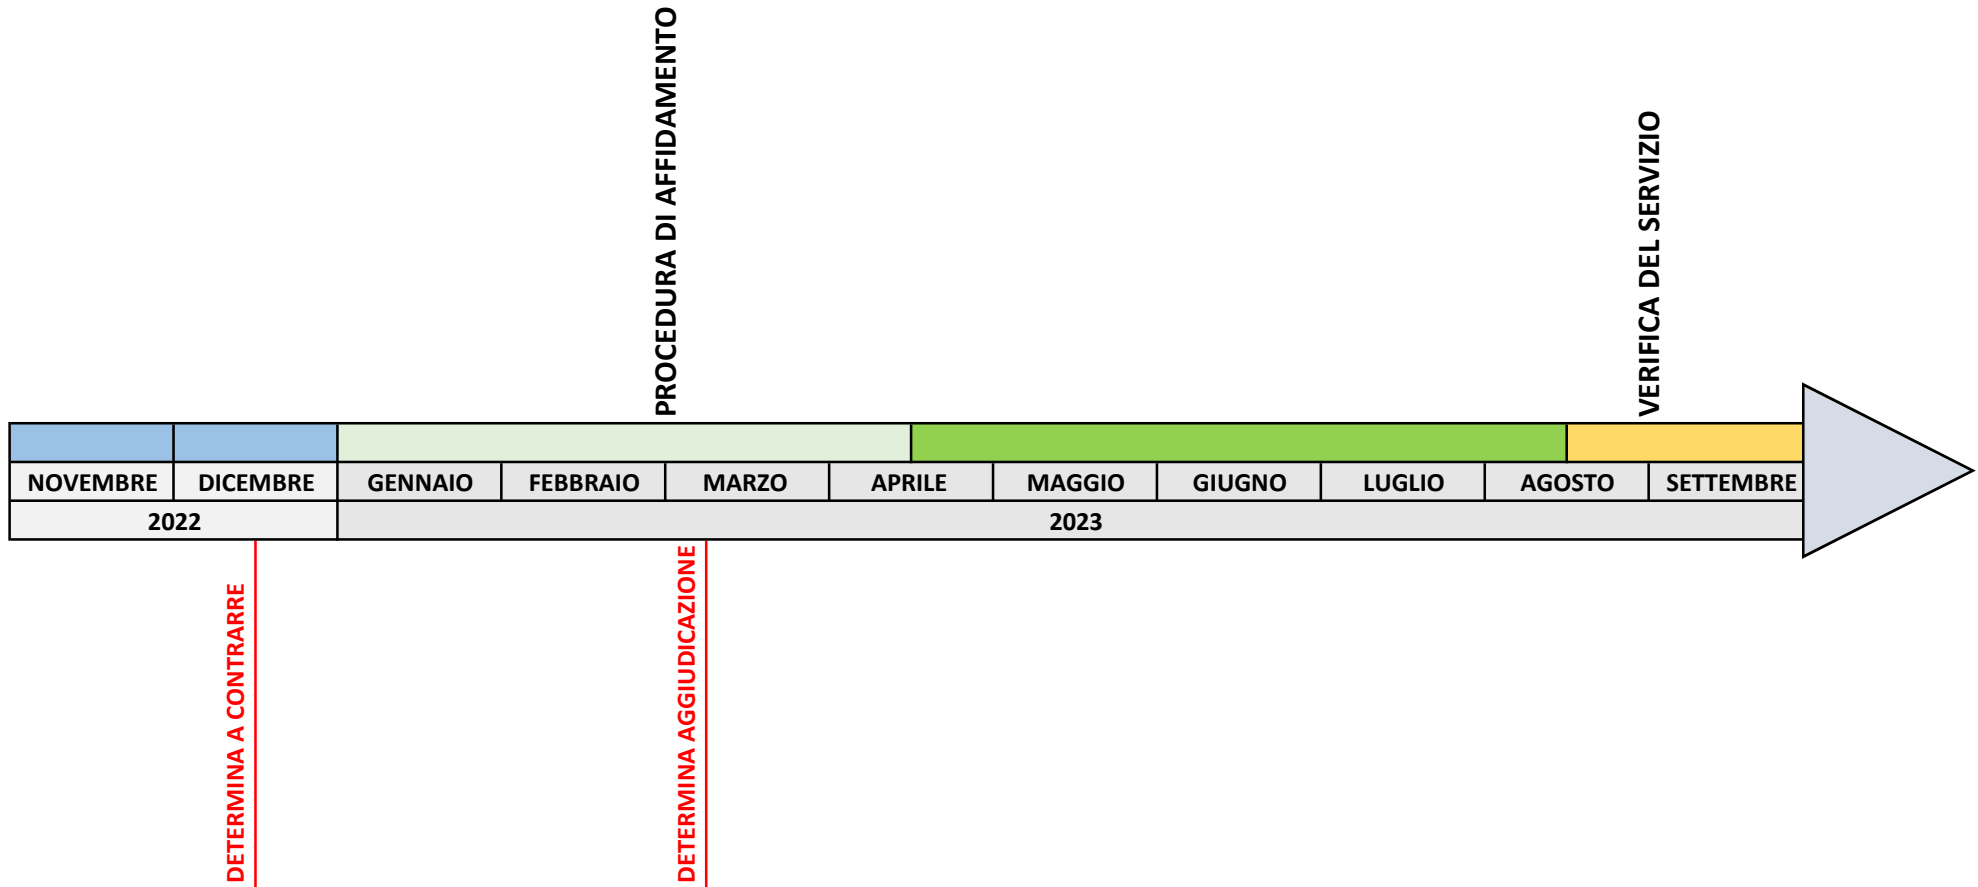 PROCEDURA DI AFFIDAMENTO
VERIFICA DEL SERVIZIO
NOVEMBRE DICEMBRE GENNAIO FEBBRAIO MARZO APRILE MAGGIO GIUGNO LUGLIO AGOSTO SETTEMBRE
2022 2023
DETERMINA A CONTRARRE
DETERMINA AGGIUDICAZIONE